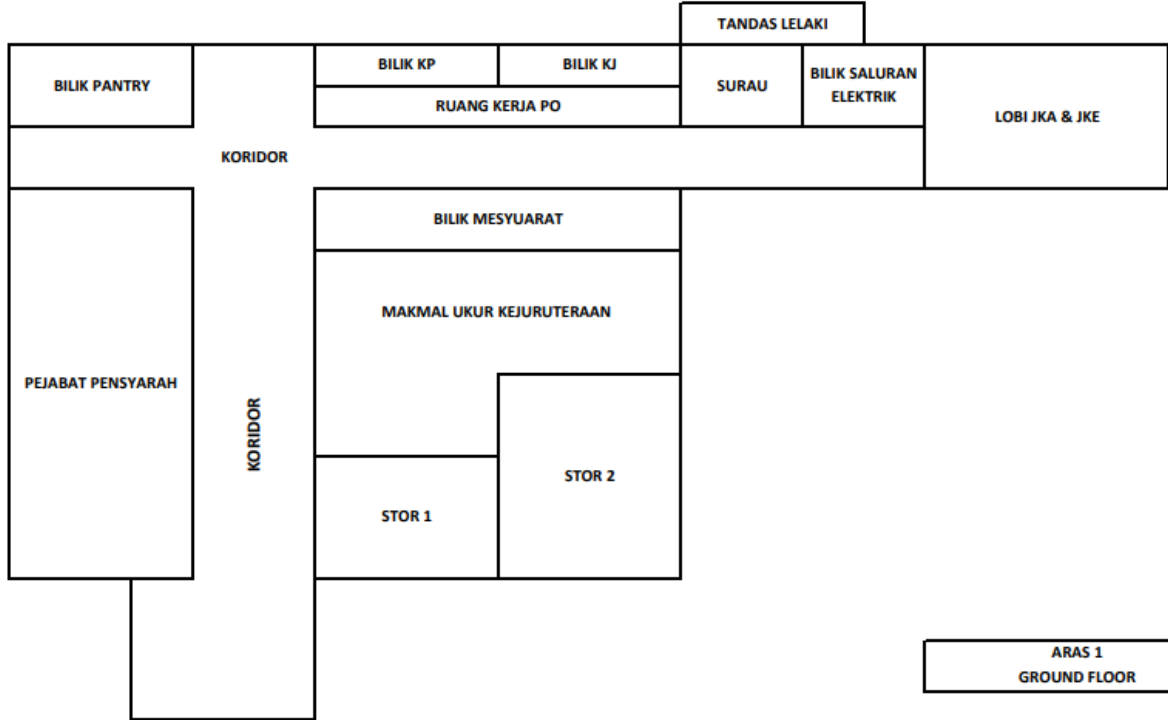 TANDAS LELAKI
BILIK PANTRY
BILIK KP
BILIK KJ
RUANG KERJA PO
SURAU
BILIK SALURAN
ELEKTRIK
LOBI JKA & JKE
KORIDOR
BILIK MESYUARAT
MAKMAL UKUR KEJURUTERAAN
PEJABAT PENSYARAH
KORIDOR
STOR 2
STOR 1
ARAS 1
GROUND FLOOR